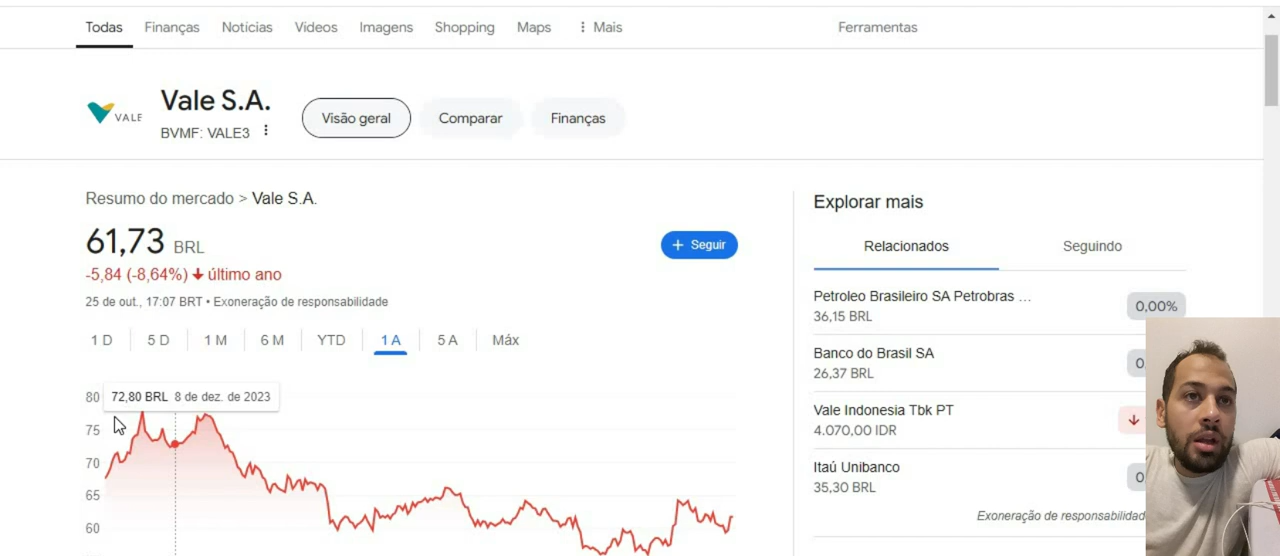 Todas Finanças Notícias Vídeos Imagens Shopping Maps Mais Ferramentas
VALE
Vale S.A.
BVMF: VALE3
Visão geral Comparar Finanças
Resumo do mercado > Vale S.A.
61,73 BRL
+ Seguir
-5,84 (-8,64%) último ano
25 de out., 17:07 BRT • Exoneração de responsabilidade
1 D 5 D 1 M 6 M YTD 1 A 5 A Máx
80
72,80 BRL 8 de dez. de 2023
75
70
65
60
Explorar mais
Relacionados Seguindo
Petroleo Brasileiro SA Petrobras ...
36,15 BRL
0,00%
Banco do Brasil SA
26,37 BRL
Vale Indonesia Tbk PT
4.070,00 IDR
Itaú Unibanco
35,30 BRL
Exoneração de responsabilidad